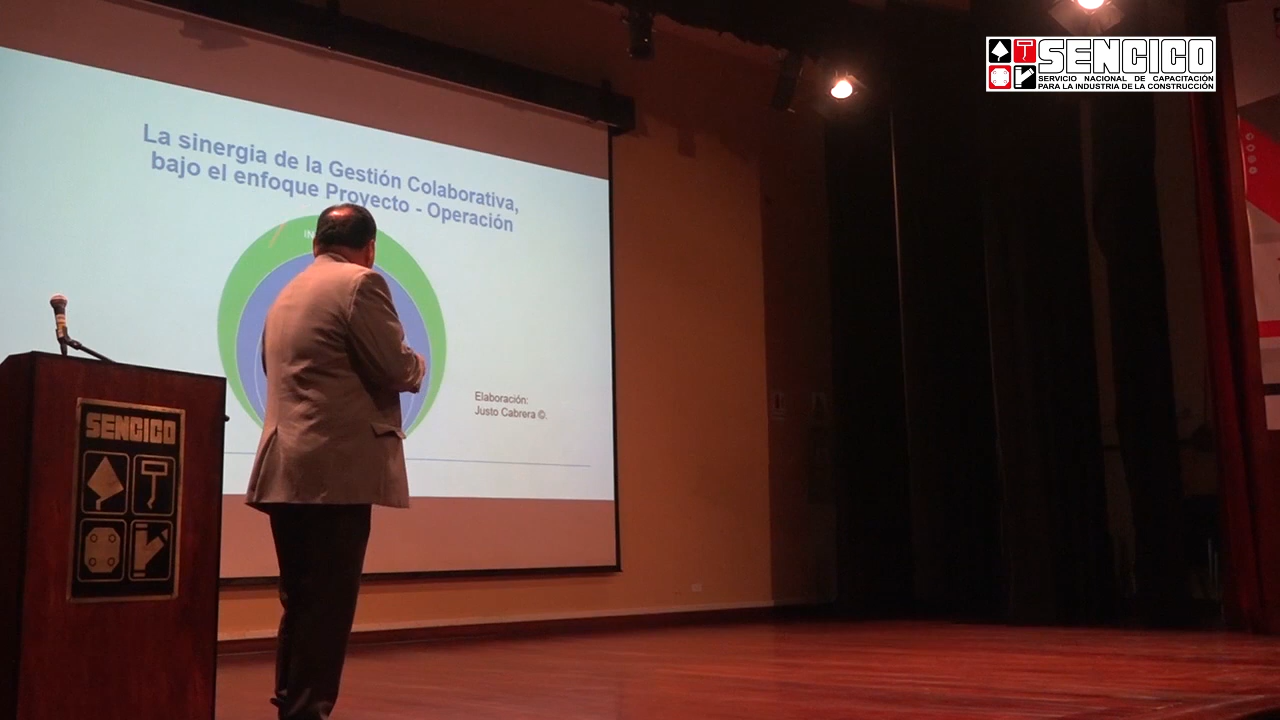 SENCICO
SERVICIO NACIONAL DE CAPACITACIÓN
PARA LA INDUSTRIA DE LA CONSTRUCCIÓN
La sinergia de la Gestión Colaborativa,
bajo el enfoque Proyecto - Operación
Elaboración:
Justo Cabrera ©.
SENCICO